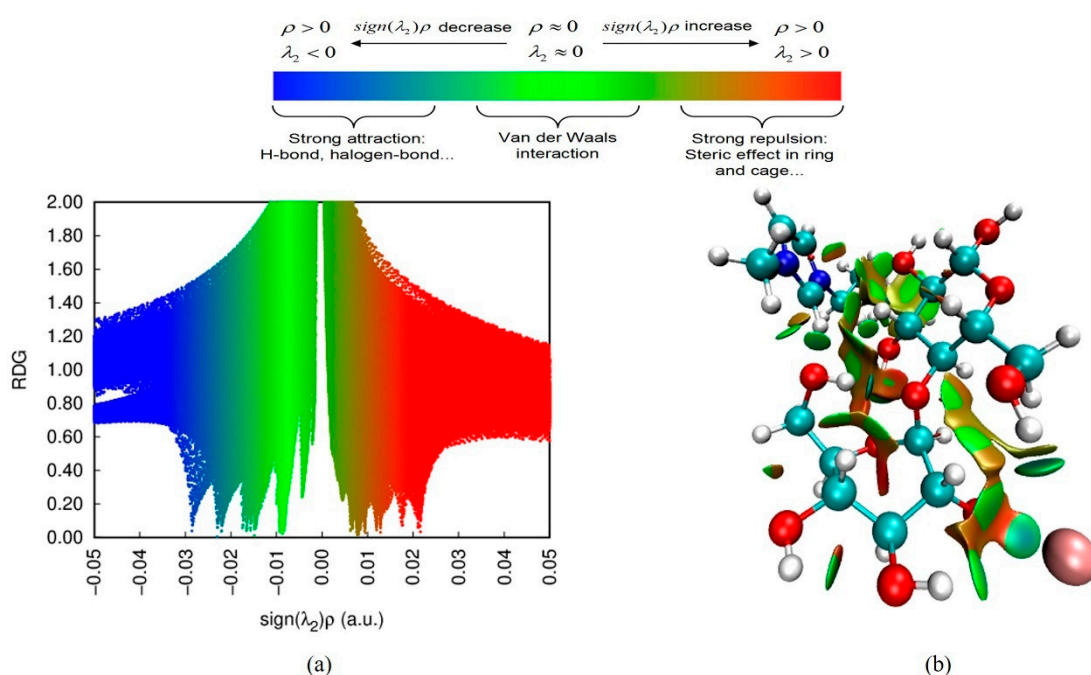 ρ > 0 sign(λ₂)ρ decrease ρ ≈ 0 sign(λ₂)ρ increase ρ > 0
λ₂ < 0 λ₂ ≈ 0 λ₂ > 0
Strong attraction: Van der Waals Strong repulsion:
H-bond, halogen-bond... interaction Steric effect in ring
and cage...
2.00
1.80
1.60
1.40
1.20
1.00
0.80
0.60
0.40
0.20
0.00
RDG
−0.05 −0.04 −0.03 −0.02 −0.01 0.00 0.01 0.02 0.03 0.04 0.05
sign(λ₂)ρ (a.u.)
(a) (b)